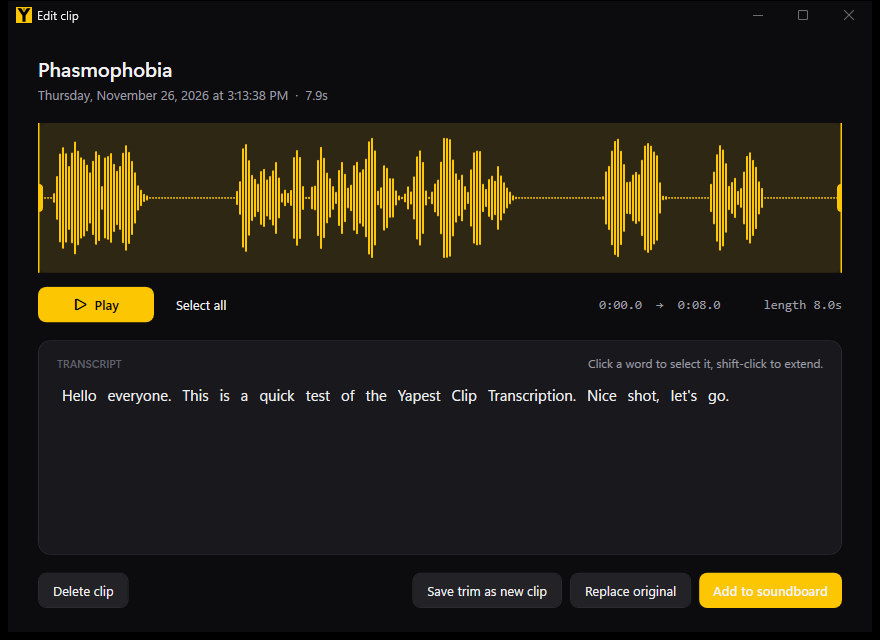 Y Edit clip
Phasmophobia
Thursday, November 26, 2026 at 3:13:38 PM · 7.9s
Play Select all 0:00.0 → 0:08.0 length 8.0s
TRANSCRIPT Click a word to select it, shift-click to extend.
Hello everyone. This is a quick test of the Yapest Clip Transcription. Nice shot, let's go.
Delete clip Save trim as new clip Replace original Add to soundboard